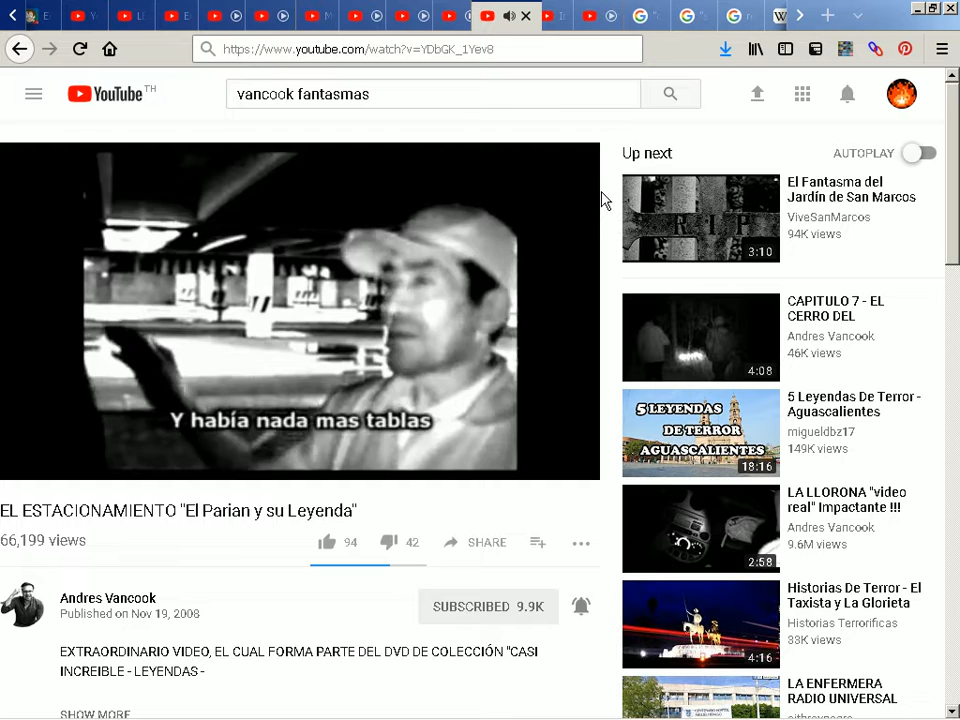 https://www.youtube.com/watch?v=YDbGK_1Yev8
YouTube TH
vancook fantasmas
Y había nada mas tablas
EL ESTACIONAMIENTO "El Parian y su Leyenda"
66,199 views
94
42
SHARE
Andres Vancook
Published on Nov 19, 2008
SUBSCRIBED 9.9K
EXTRAORDINARIO VIDEO, EL CUAL FORMA PARTE DEL DVD DE COLECCIÓN "CASI
INCREIBLE - LEYENDAS -
SHOW MORE
Up next
AUTOPLAY
R I P
3:10
El Fantasma del
Jardín de San Marcos
ViveSanMarcos
94K views
4:08
CAPITULO 7 - EL
CERRO DEL
Andres Vancook
46K views
5 LEYENDAS
DE TERROR
AGUASCALIENTES
18:16
5 Leyendas De Terror -
Aguascalientes
migueldbz17
149K views
2:58
LA LLORONA "video
real" Impactante !!!
Andres Vancook
9.6M views
4:16
Historias De Terror - El
Taxista y La Glorieta
Historias Terrorificas
33K views
LA ENFERMERA
RADIO UNIVERSAL